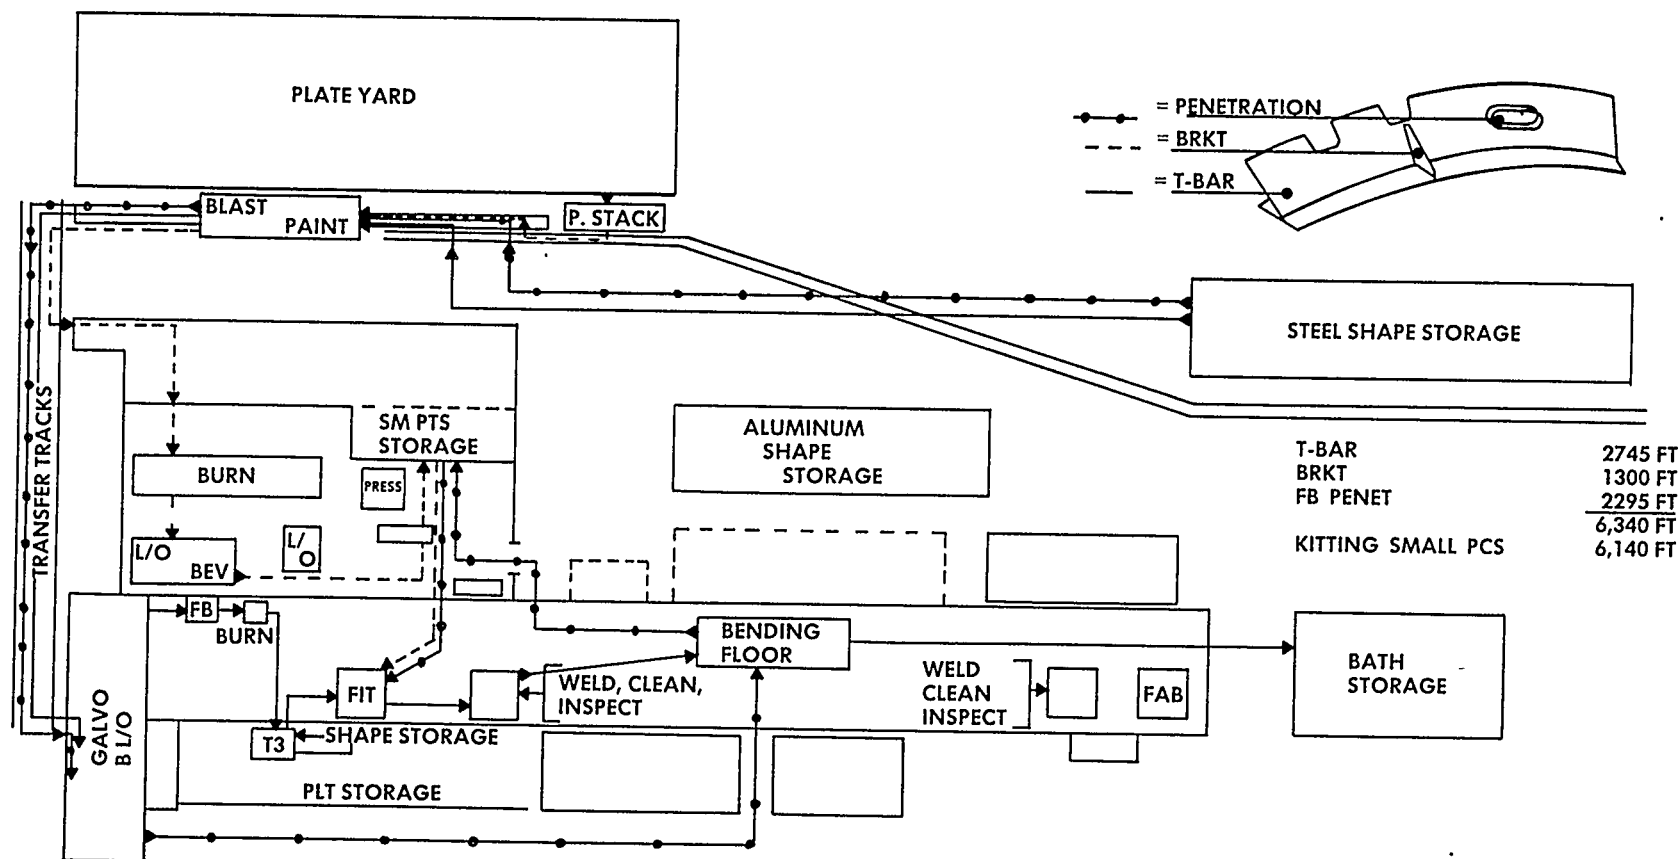 PLATE YARD
= PENETRATION
= BRKT
= T-BAR
BLAST
PAINT
P. STACK
STEEL SHAPE STORAGE
TRANSFER TRACKS
SM PTS
STORAGE
ALUMINUM
SHAPE
STORAGE
T-BAR 2745 FT
BRKT 1300 FT
FB PENET 2295 FT
6,340 FT
KITTING SMALL PCS 6,140 FT
BURN
PRESS
L/O
BEV
L/
O
FB
BURN
BENDING
FLOOR
FIT
WELD, CLEAN,
INSPECT
WELD
CLEAN
INSPECT
FAB
BATH
STORAGE
GALVO
B L/O
T3
SHAPE STORAGE
PLT STORAGE